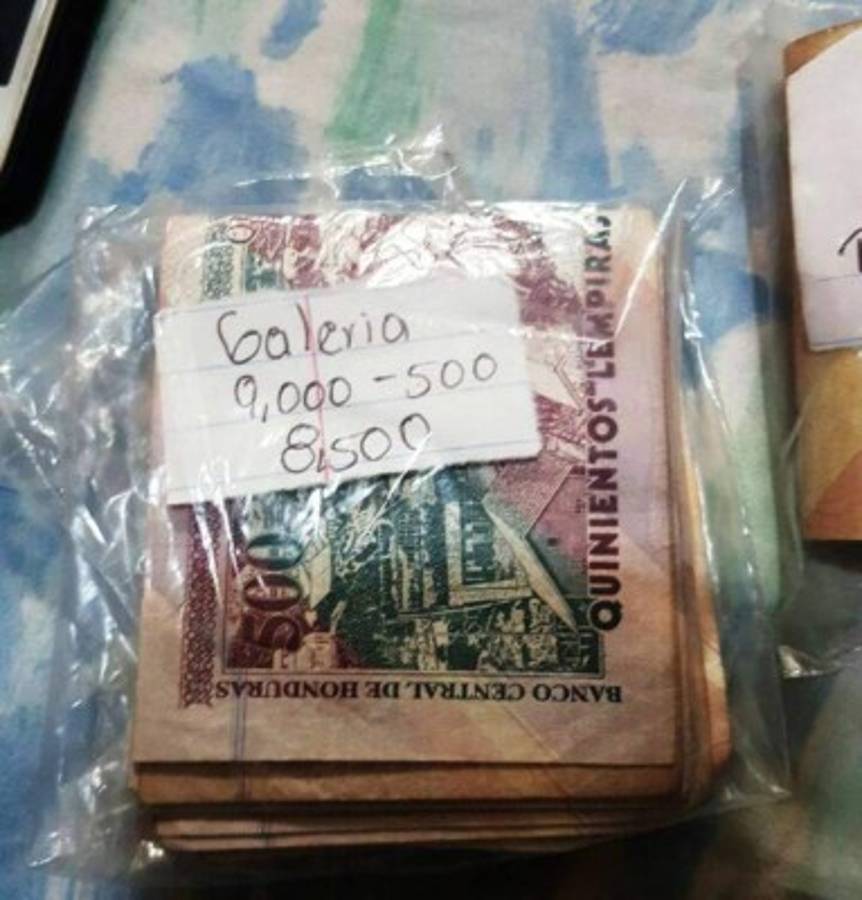 Galeria
9,000 - 500
8,500
QUINIENTOS LEMPIRAS
500
BANCO CENTRAL DE HONDURAS